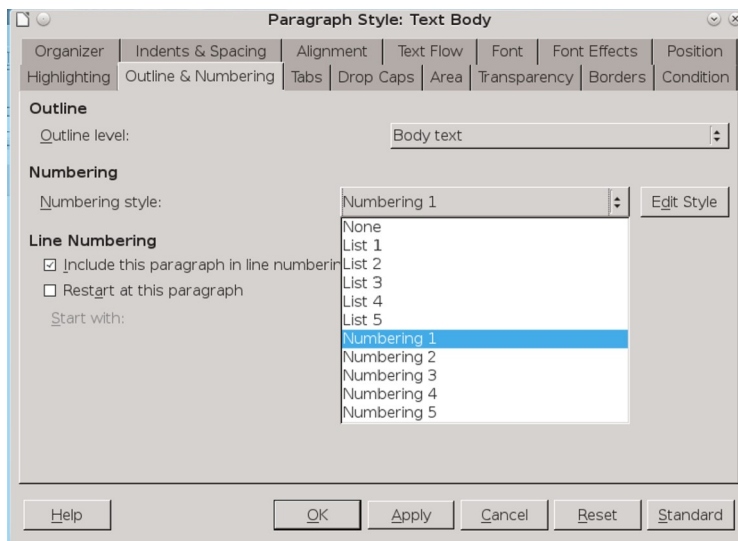 Paragraph Style: Text Body
Organizer Indents & Spacing Alignment Text Flow Font Font Effects Position
Highlighting Outline & Numbering Tabs Drop Caps Area Transparency Borders Condition
Outline
Outline level: Body text
Numbering
Numbering style: Numbering 1 Edit Style
None
Line Numbering
List 1
Include this paragraph in line numberin
List 2
List 3
Restart at this paragraph
List 4
Start with:
List 5
Numbering 1
Numbering 2
Numbering 3
Numbering 4
Numbering 5
Help OK Apply Cancel Reset Standard